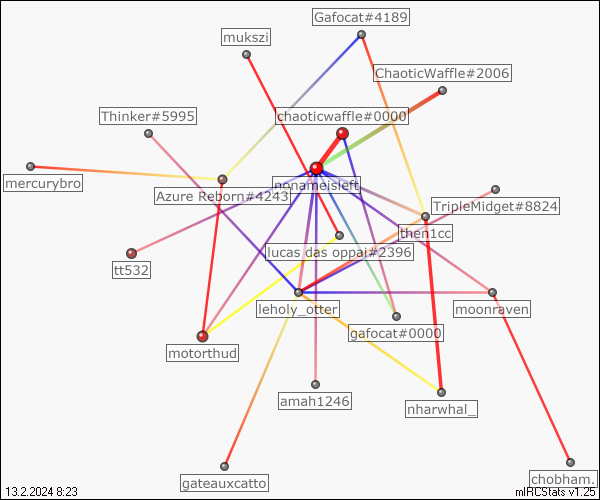 Gafocat#4189
mukszi
ChaoticWaffle#2006
Thinker#5995
chaoticwaffle#0000
mercurybro
nonameisleft
Azure Reborn#4243
TripleMidget#8824
then1cc
lucas das oppai#2396
tt532
leholy_otter
moonraven
gafocat#0000
motorthud
amah1246
nharwhal_
gateauxcatto
chobham.
13.2.2024 8:23
mIRCStats v1.25